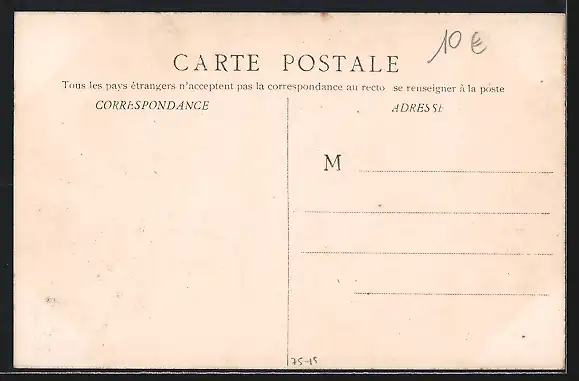 10 €
CARTE POSTALE
Tous les pays étrangers n'acceptent pas la correspondance au recto se renseigner à la poste
CORRESPONDANCE
ADRESSE
M
75-15